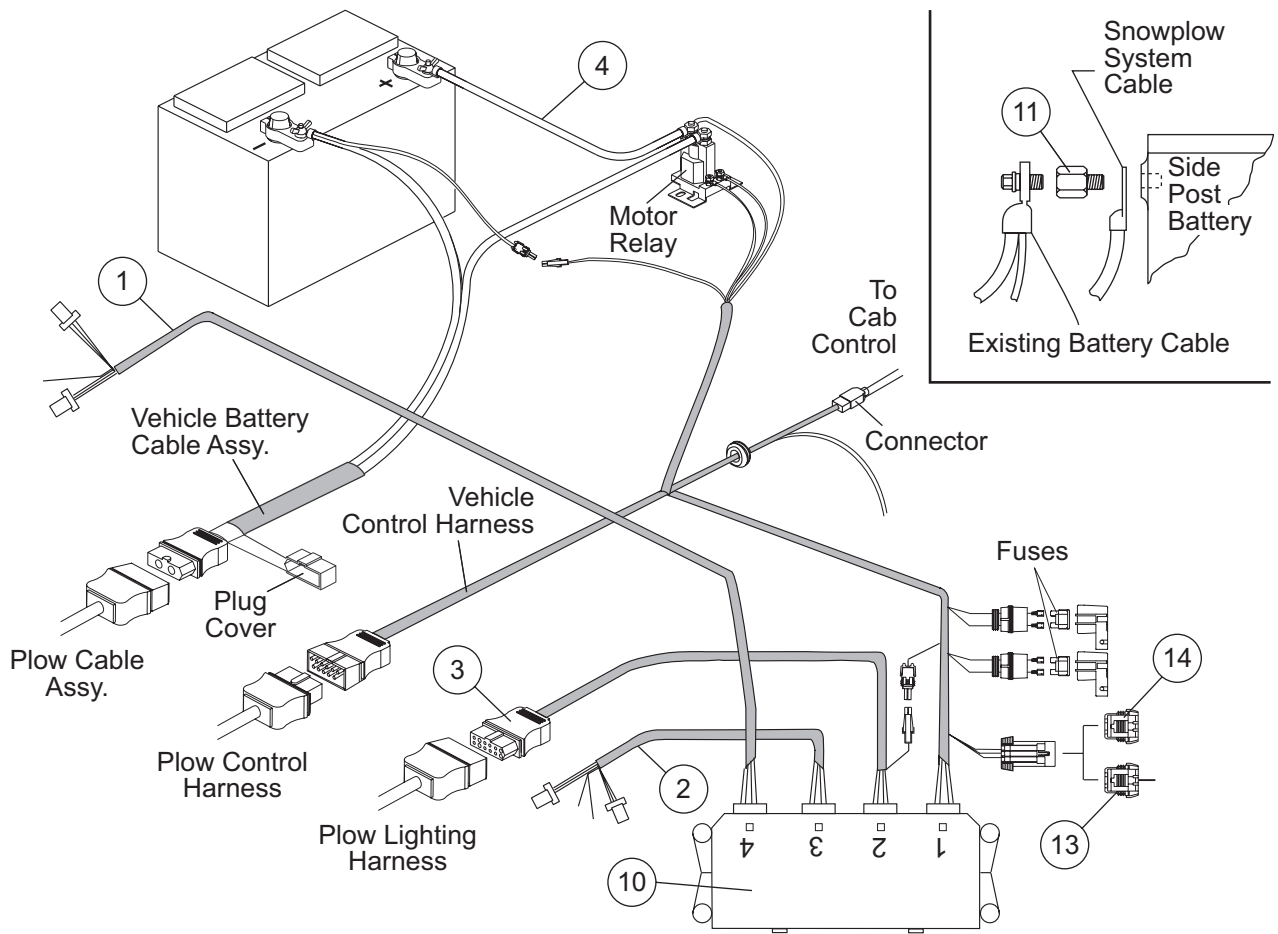 4
+
−
Motor
Relay
1
Vehicle Battery
Cable Assy.
Snowplow
System
Cable
11
Side
Post
Battery
Existing Battery Cable
To
Cab
Control
Connector
Vehicle
Control Harness
Plug
Cover
Plow Cable
Assy.
Fuses
3
14
Plow Control
Harness
2
13
Plow Lighting
Harness
4 3 2 1
10